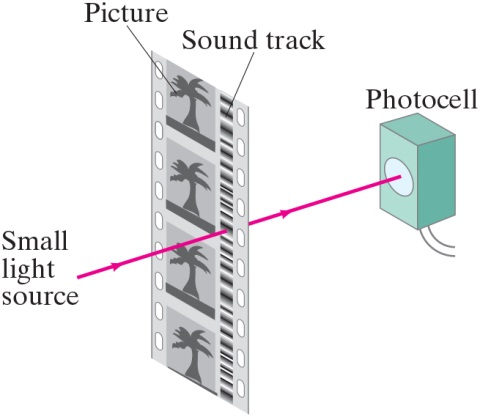 Picture
Sound track
Photocell
Small
light
source